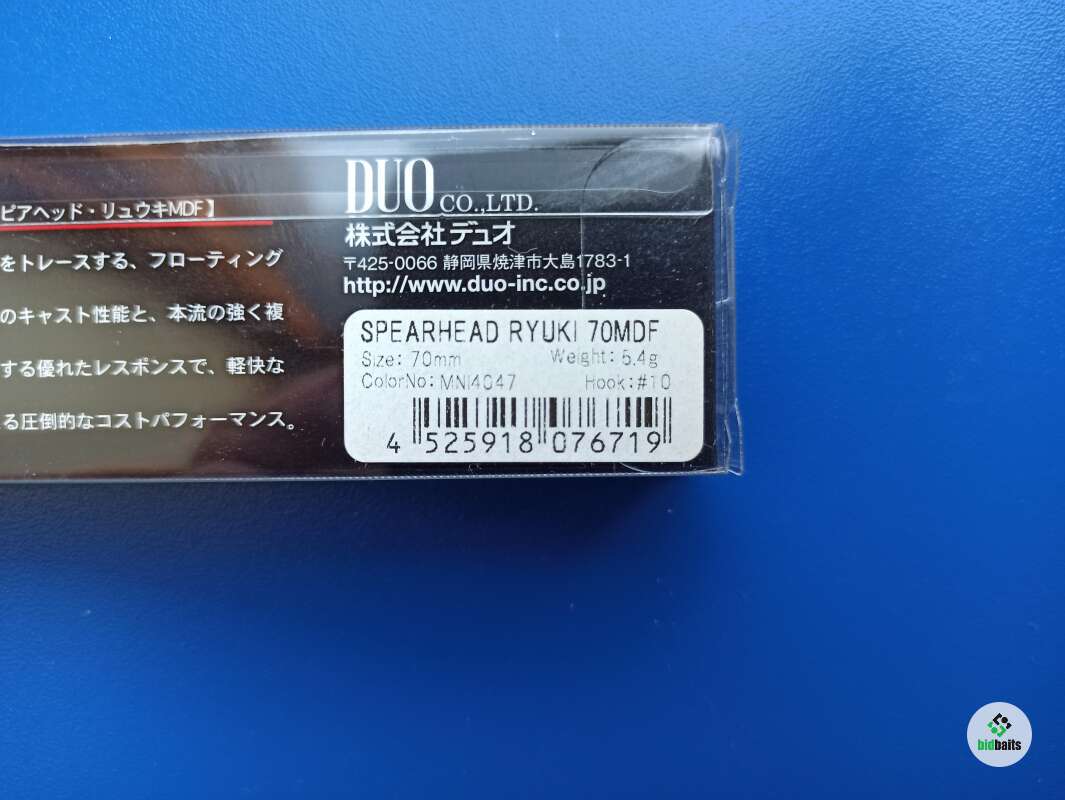 ピアヘッド・リュウキMDF】
をトレースする、フローティング
のキャスト性能と、本流の強く複
する優れたレスポンスで、軽快な
る圧倒的なコストパフォーマンス。
DUO CO.,LTD.
株式会社デュオ
〒425-0066 静岡県焼津市大島1783-1
http://www.duo-inc.co.jp
SPEARHEAD RYUKI 70MDF
Size: 70mm Weight: 5.4g
ColorNo: MNI4047 Hook:#10
4 525918 076719
bidbaits